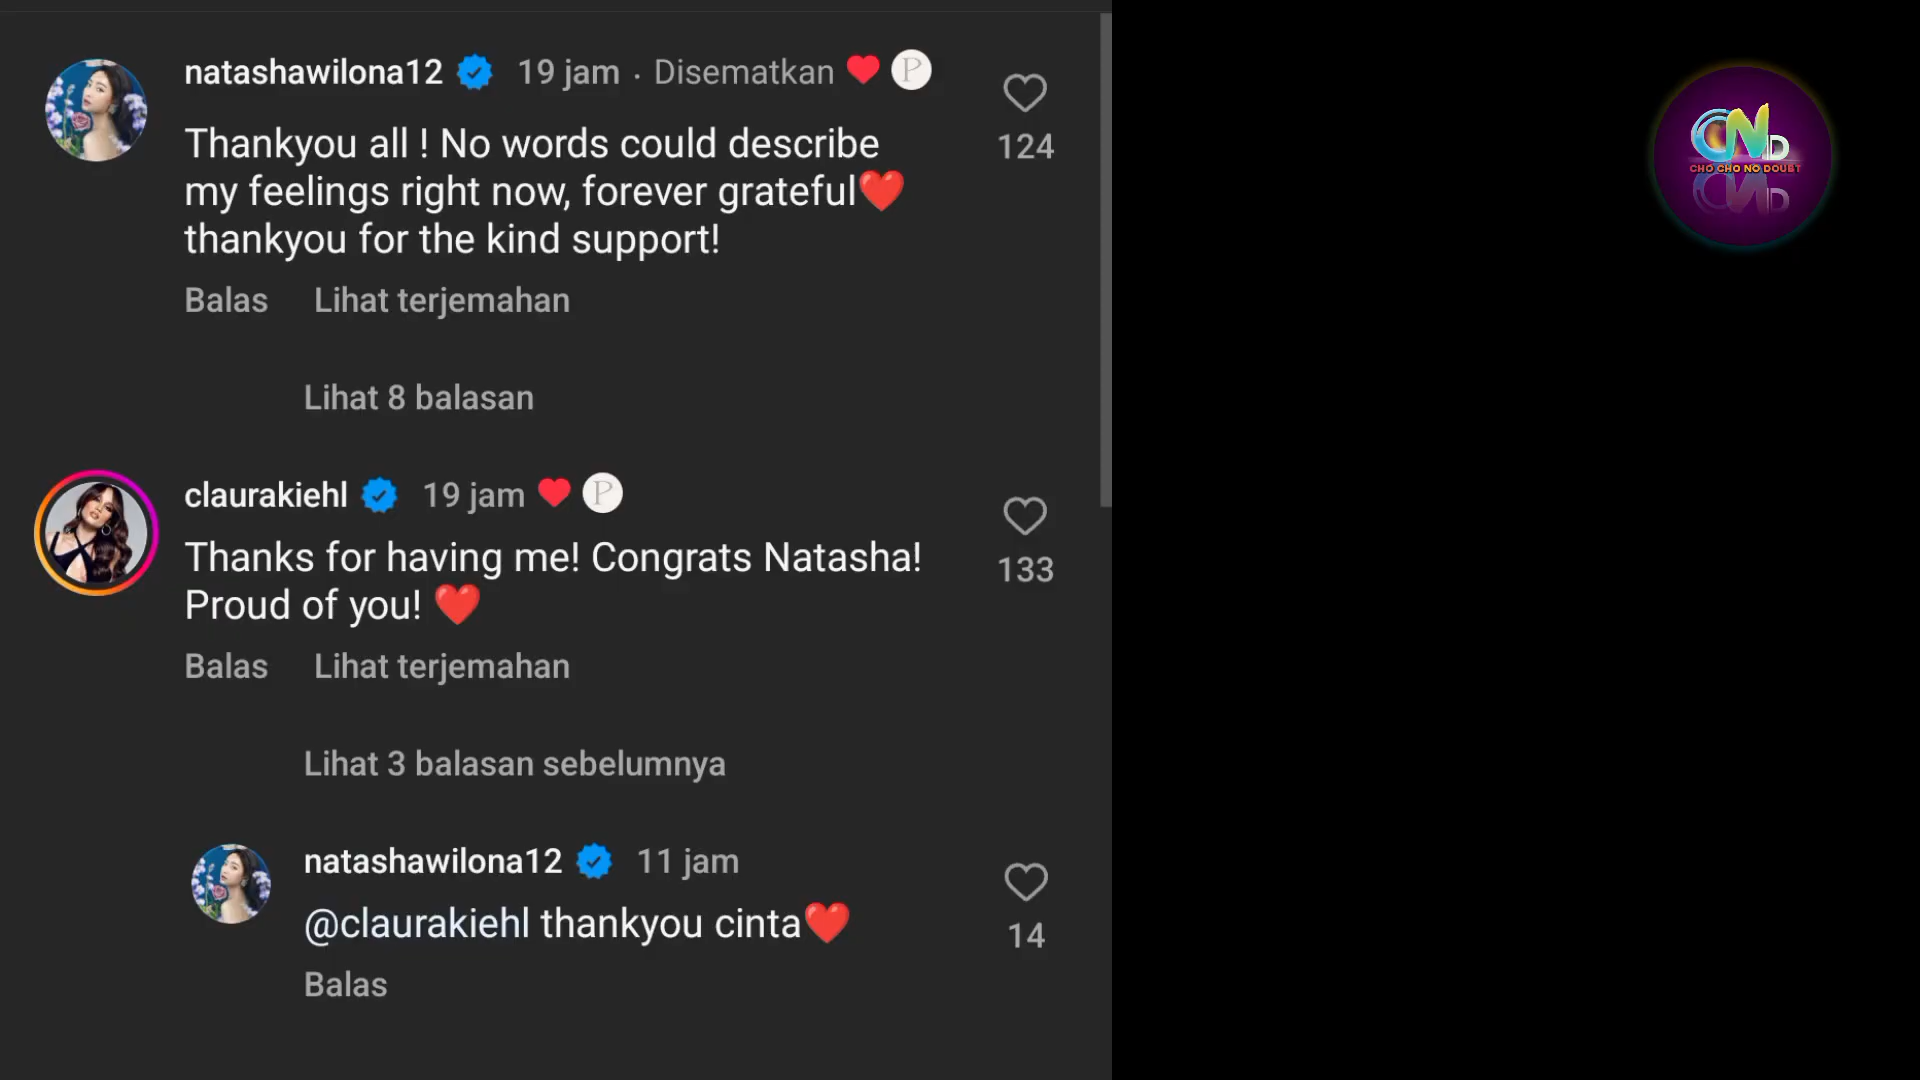 natashawilona12 19 jam · Disematkan ❤️ P
124
Thankyou all ! No words could describe
my feelings right now, forever grateful❤️
thankyou for the kind support!
Balas Lihat terjemahan
Lihat 8 balasan
claurakiehl 19 jam ❤️ P
133
Thanks for having me! Congrats Natasha!
Proud of you! ❤️
Balas Lihat terjemahan
Lihat 3 balasan sebelumnya
natashawilona12 11 jam
@claurakiehl thankyou cinta❤️
14
Balas
CND
CHO CHO NO DOUBT